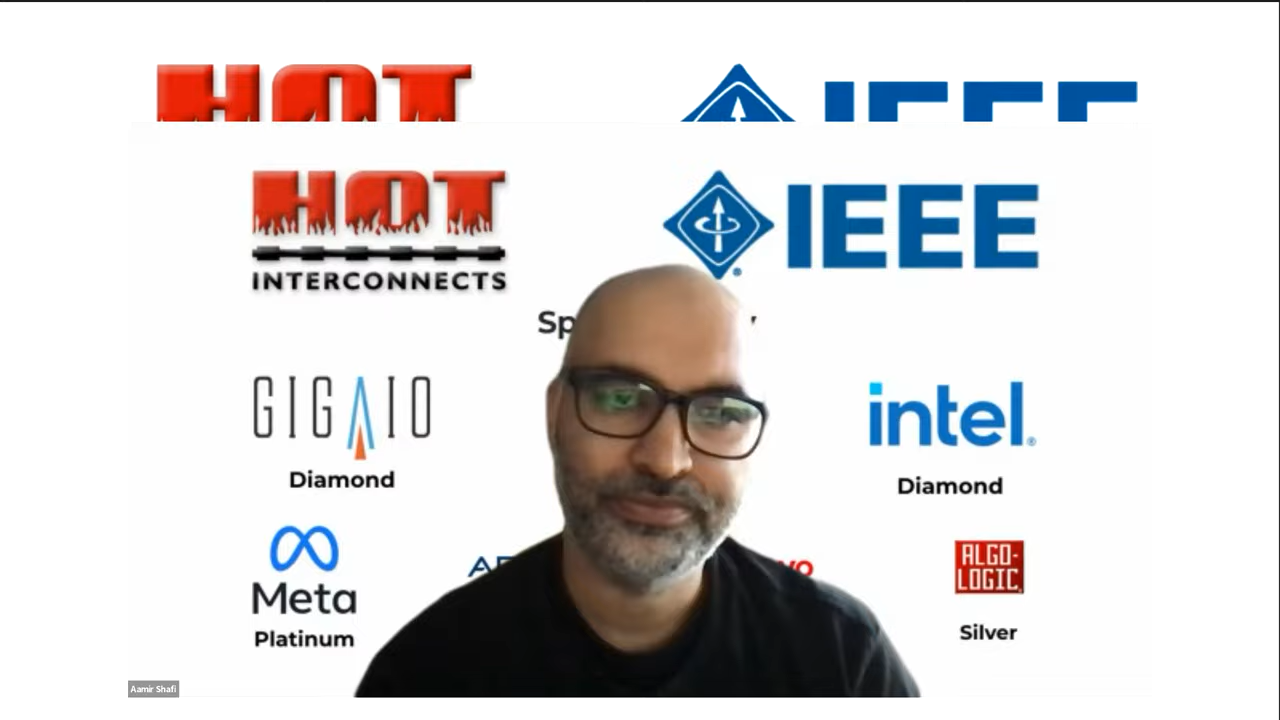 HOT
IEEE
HOT
INTERCONNECTS
IEEE
GIGAIO
intel
Diamond
Diamond
Meta
ALGO-
LOGIC
Platinum
Silver
Aamir Shafi